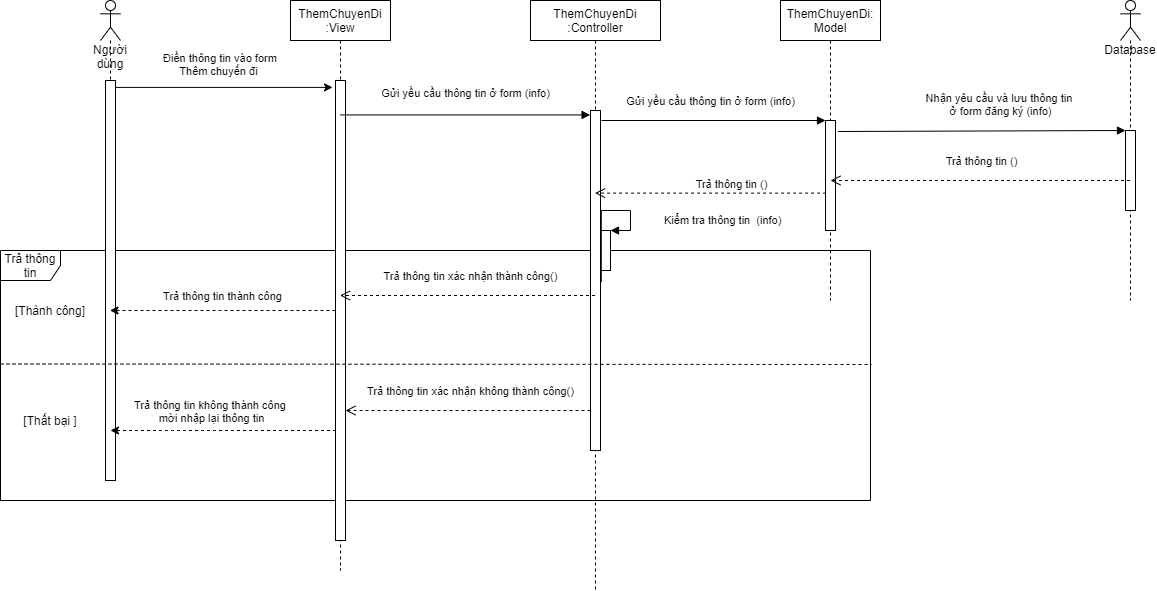 ThemChuyenDi
:View
ThemChuyenDi
:Controller
ThemChuyenDi:
Model
Người
dùng
Database
Điền thông tin vào form
Thêm chuyến đi
Gửi yều cầu thông tin ở form (info)
Gửi yều cầu thông tin ở form (info)
Nhận yêu cầu và lưu thông tin
ở form đăng ký (info)
Trả thông tin ()
Trả thông tin ()
Kiểm tra thông tin (info)
Trả thông
tin
Trả thông tin xác nhận thành công()
Trả thông tin thành công
[Thành công]
Trả thông tin xác nhận không thành công()
Trả thông tin không thành công
mời nhập lại thông tin
[Thất bại ]